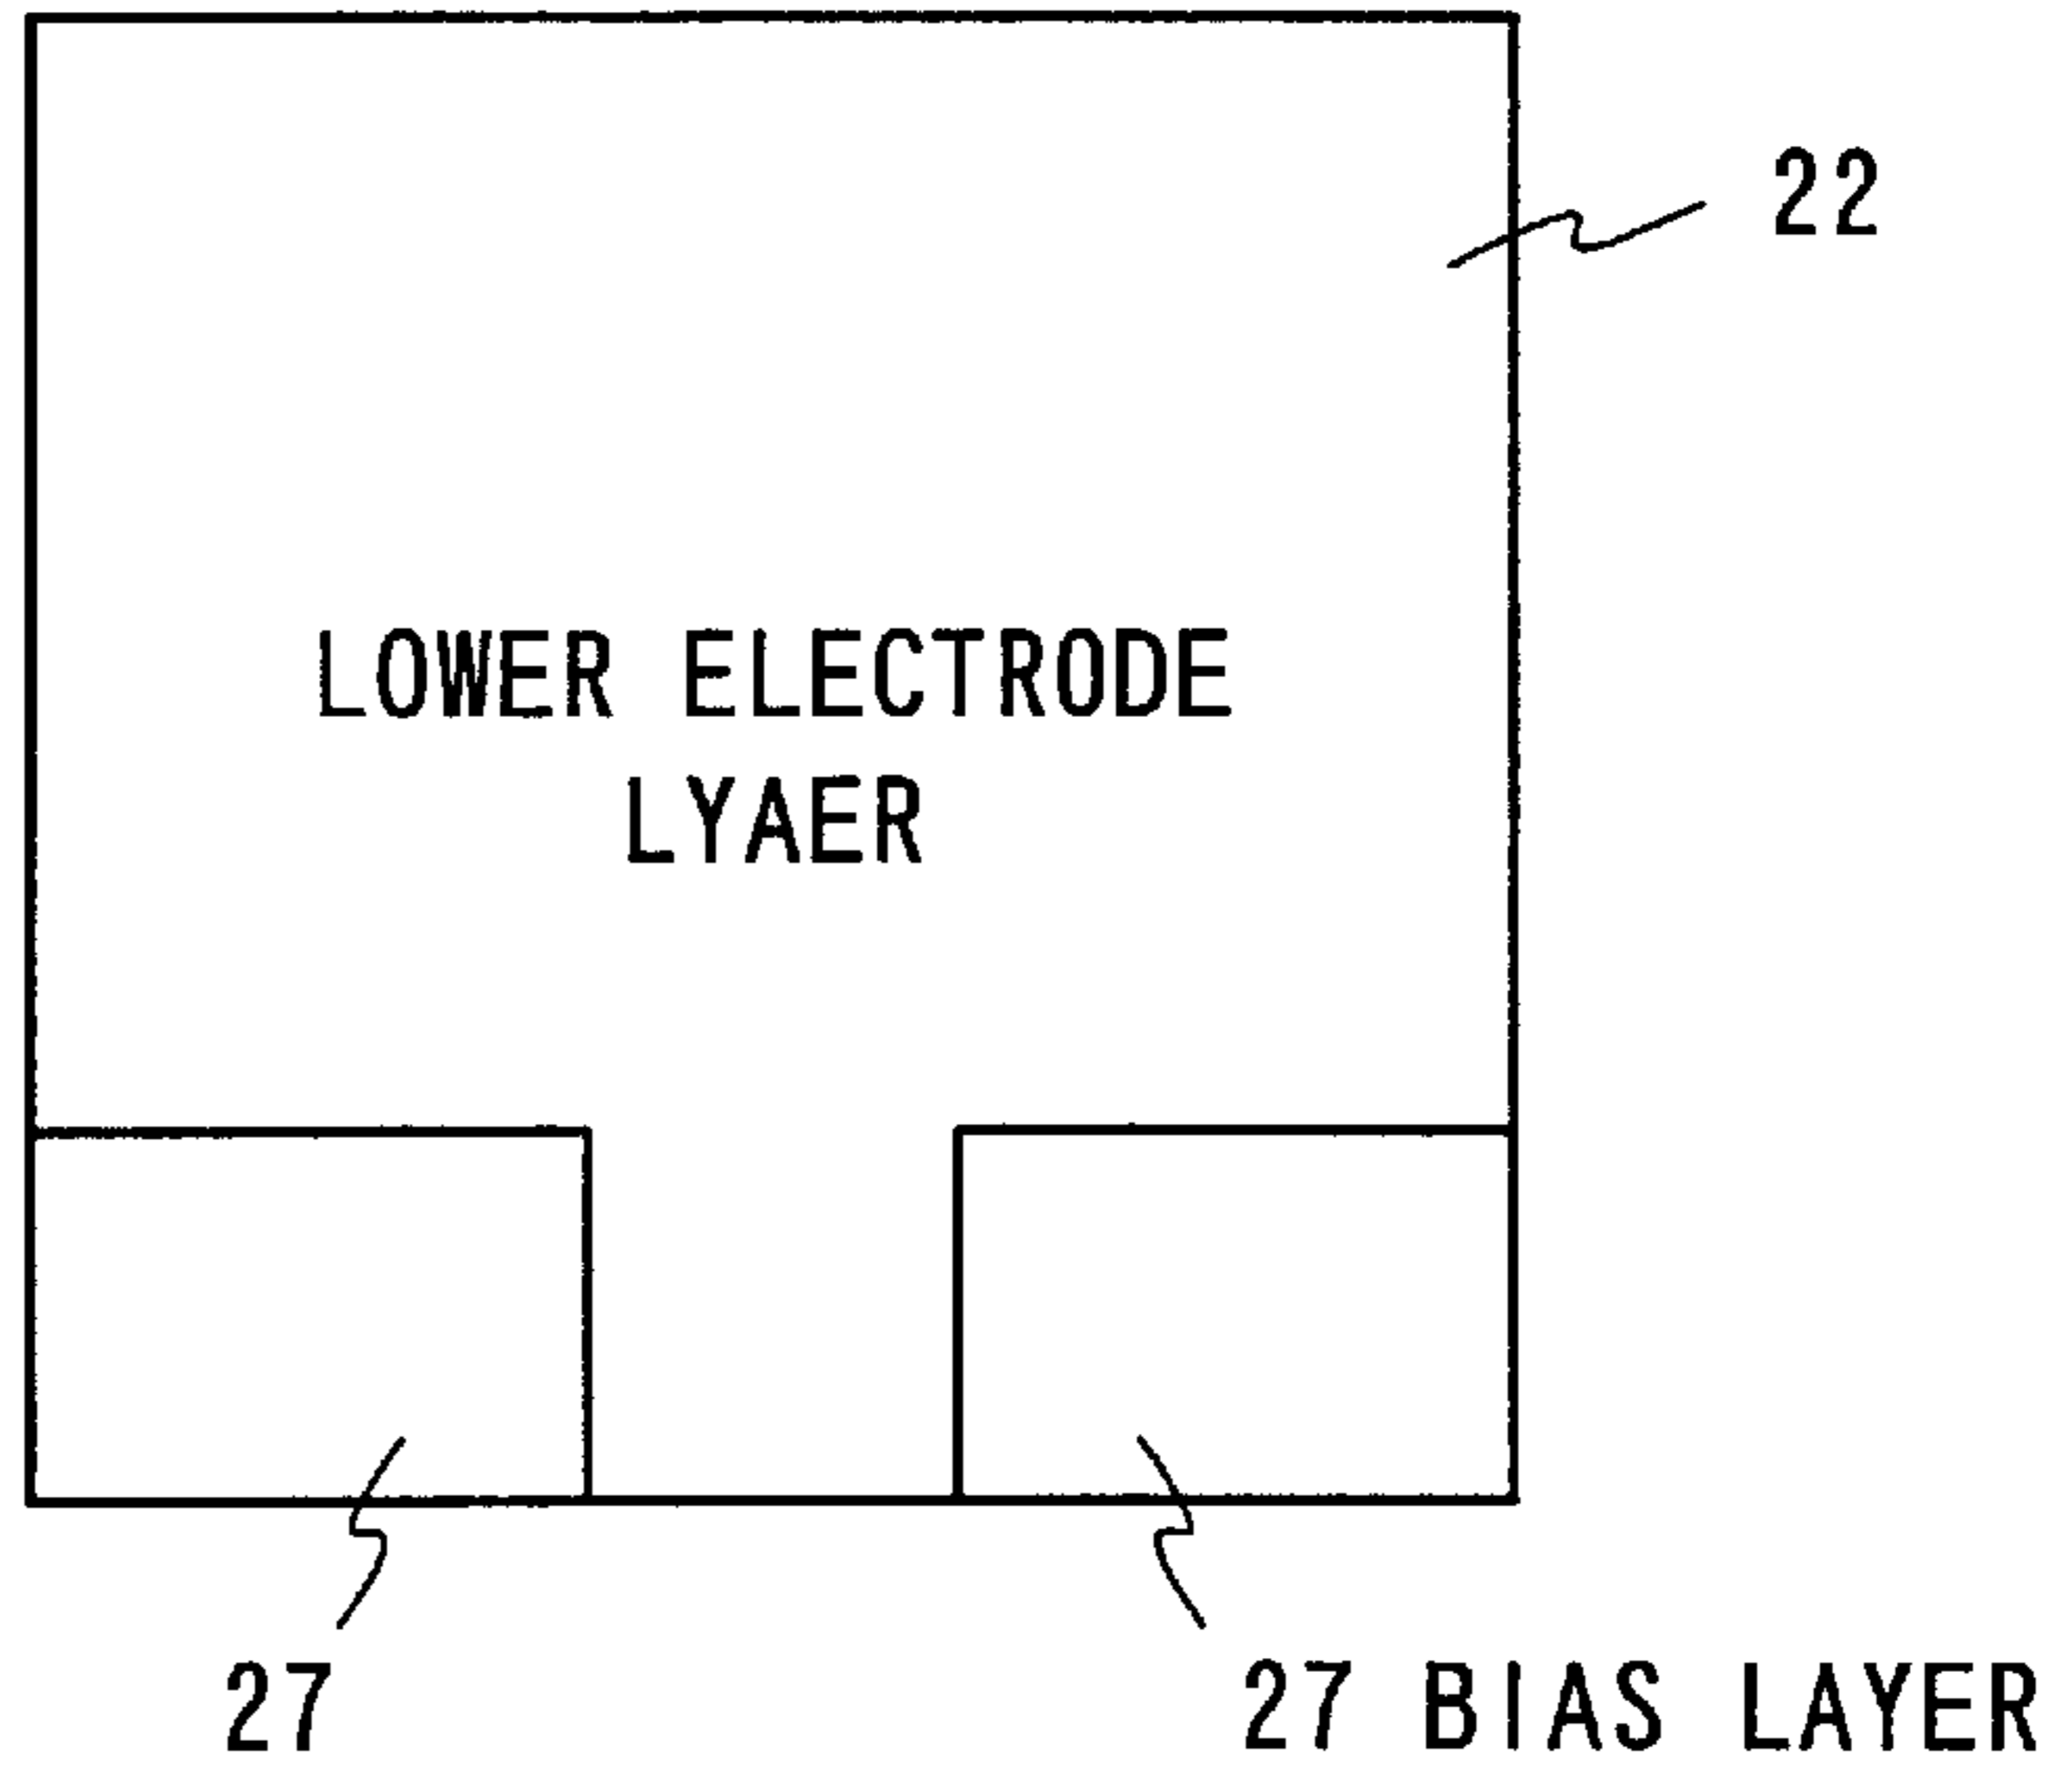 22
LOWER ELECTRODE
LYAER
27
27 BIAS LAYER